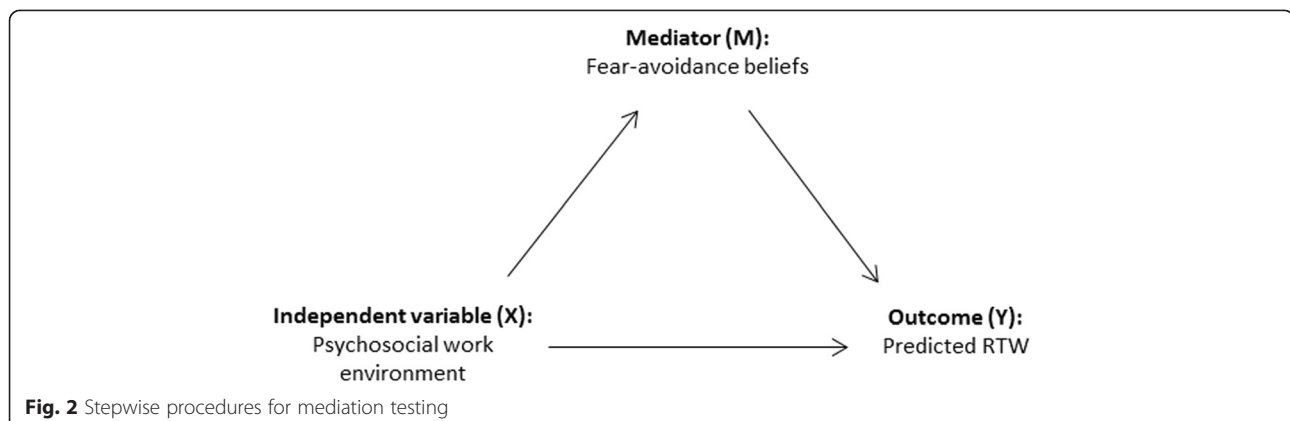 Mediator (M):
Fear-avoidance beliefs
Independent variable (X):
Psychosocial work
environment
Outcome (Y):
Predicted RTW
Fig. 2 Stepwise procedures for mediation testing